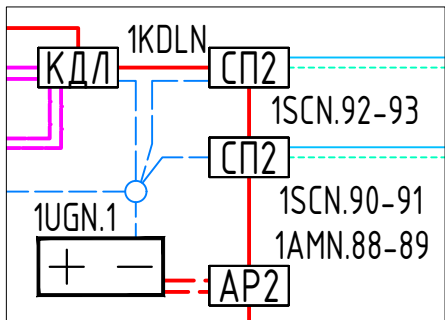 1KDLN
КДЛ
СП2
1SCN.92-93
СП2
1SCN.90-91
1UGN.1
1AMN.88-89
+ −
АР2